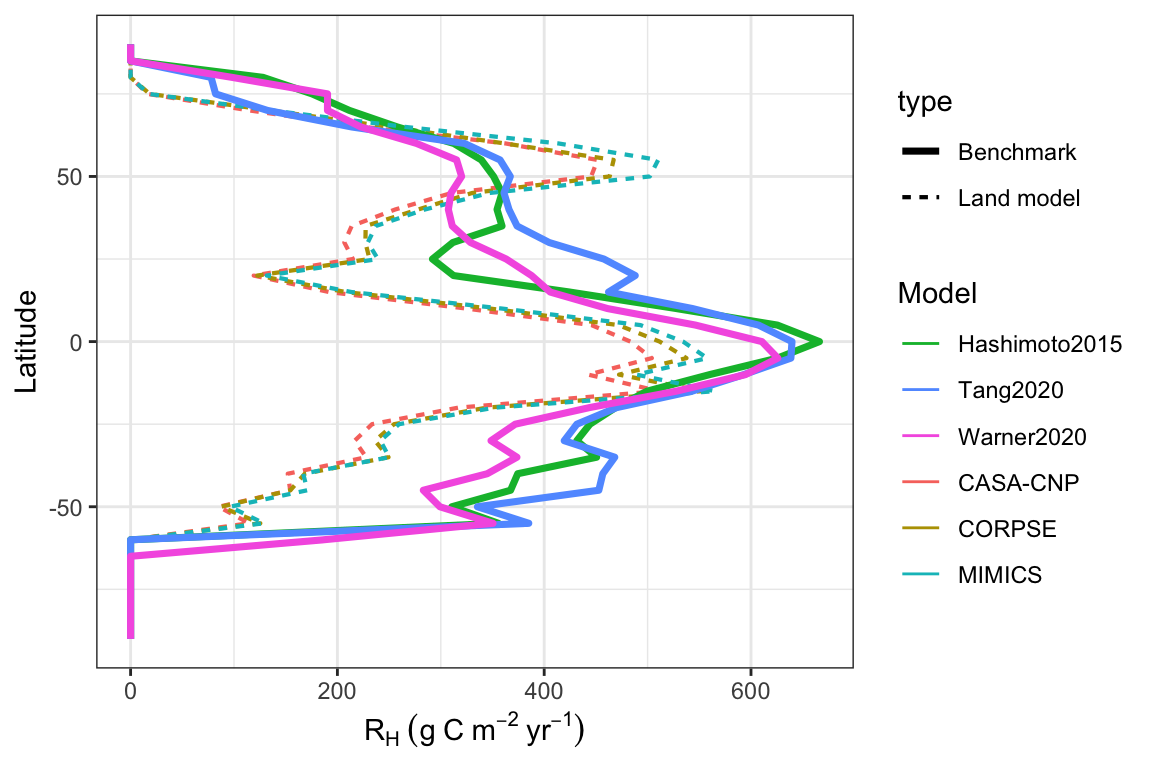 type
Benchmark
Land model
Model
Hashimoto2015
Tang2020
Warner2020
CASA-CNP
CORPSE
MIMICS
Latitude
50
0
-50
0 200 400 600
R_H (g C m⁻² yr⁻¹)